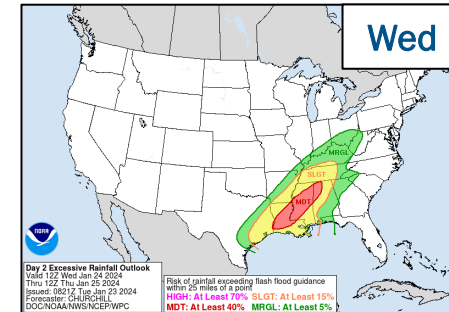 Wed
MRGL
SLGT
MDT
NOAA
Day 2 Excessive Rainfall Outlook
Valid 12Z Wed Jan 24 2024
Thru 12Z Thu Jan 25 2024
Issued: 0821Z Tue Jan 23 2024
Forecaster: CHURCHILL
DOC/NOAA/NWS/NCEP/WPC
Risk of rainfall exceeding flash flood guidance
within 25 miles of a point
HIGH: At Least 70% SLGT: At Least 15%
MDT: At Least 40% MRGL: At Least 5%